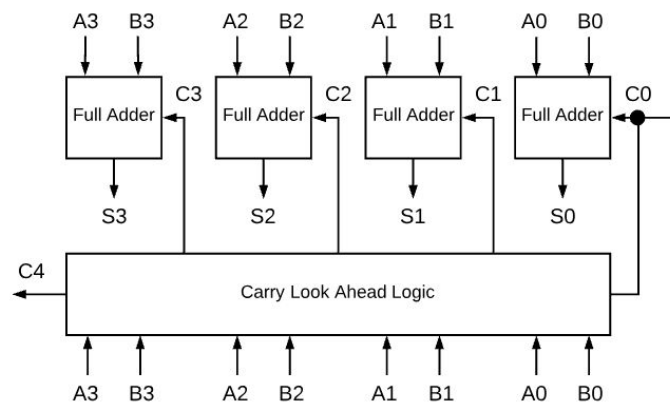 A3 B3 A2 B2 A1 B1 A0 B0
C3 C2 C1 C0
Full Adder Full Adder Full Adder Full Adder
S3 S2 S1 S0
C4
Carry Look Ahead Logic
A3 B3 A2 B2 A1 B1 A0 B0